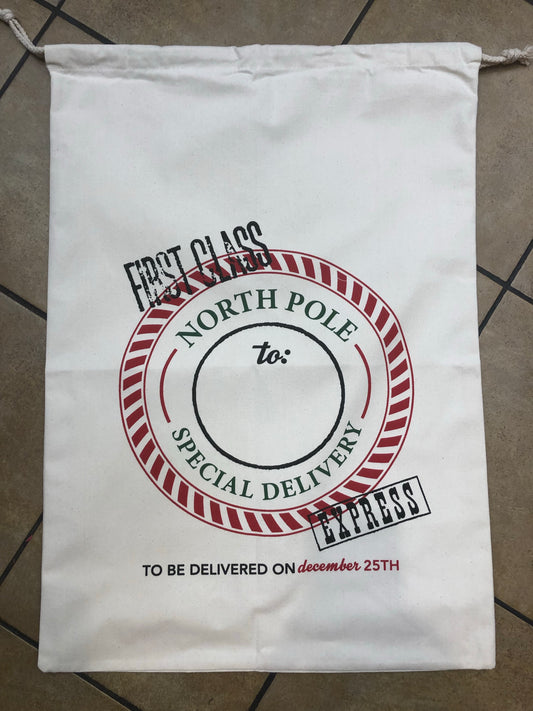 FIRST CLASS
NORTH POLE
to:
SPECIAL DELIVERY
EXPRESS
TO BE DELIVERED ON december 25TH